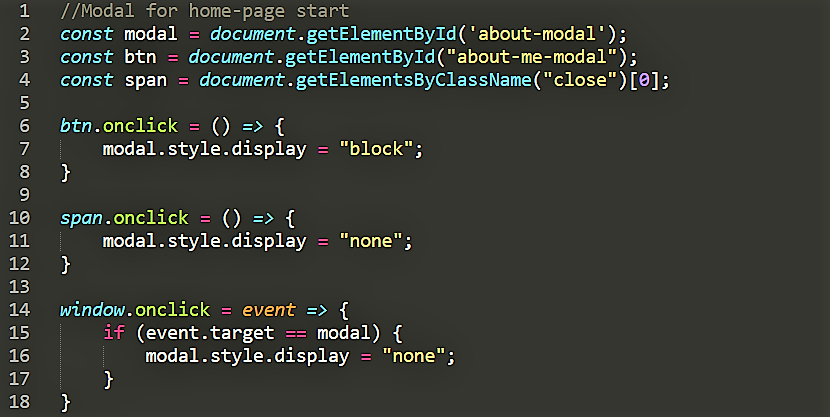 1 //Modal for home-page start
2 const modal = document.getElementById('about-modal');
3 const btn = document.getElementById("about-me-modal");
4 const span = document.getElementsByClassName("close")[0];
5
6 btn.onclick = () => {
7     modal.style.display = "block";
8 }
9
10 span.onclick = () => {
11     modal.style.display = "none";
12 }
13
14 window.onclick = event => {
15     if (event.target == modal) {
16         modal.style.display = "none";
17     }
18 }